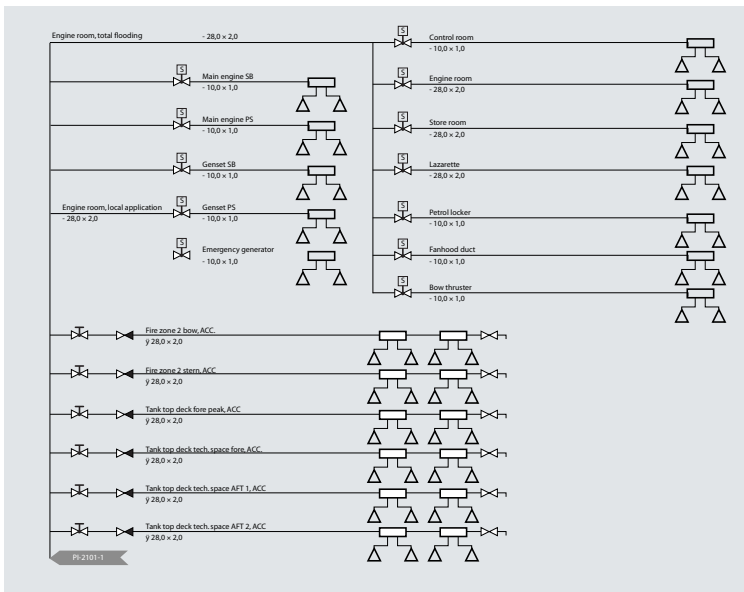 Engine room, total flooding - 28,0 × 2,0
S
Main engine SB
- 10,0 × 1,0
S
Main engine PS
- 10,0 × 1,0
S
Genset SB
- 10,0 × 1,0
Engine room, local application
- 28,0 × 2,0
S
Genset PS
- 10,0 × 1,0
S
Emergency generator
- 10,0 × 1,0
S
Control room
- 10,0 × 1,0
S
Engine room
- 28,0 × 2,0
S
Store room
- 28,0 × 2,0
S
Lazarette
- 28,0 × 2,0
S
Petrol locker
- 10,0 × 1,0
S
Fanhood duct
- 10,0 × 1,0
S
Bow thruster
- 10,0 × 1,0
Fire zone 2 bow, ACC.
ÿ 28,0 × 2,0
Fire zone 2 stern, ACC
ÿ 28,0 × 2,0
Tank top deck fore peak, ACC
ÿ 28,0 × 2,0
Tank top deck tech. space fore, ACC.
ÿ 28,0 × 2,0
Tank top deck tech. space AFT 1, ACC
ÿ 28,0 × 2,0
Tank top deck tech. space AFT 2, ACC
ÿ 28,0 × 2,0
PI-2101-1